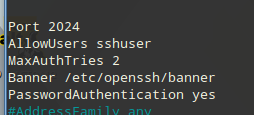 Port 2024
AllowUsers sshuser
MaxAuthTries 2
Banner /etc/openssh/banner
PasswordAuthentication yes
#AddressFamily any